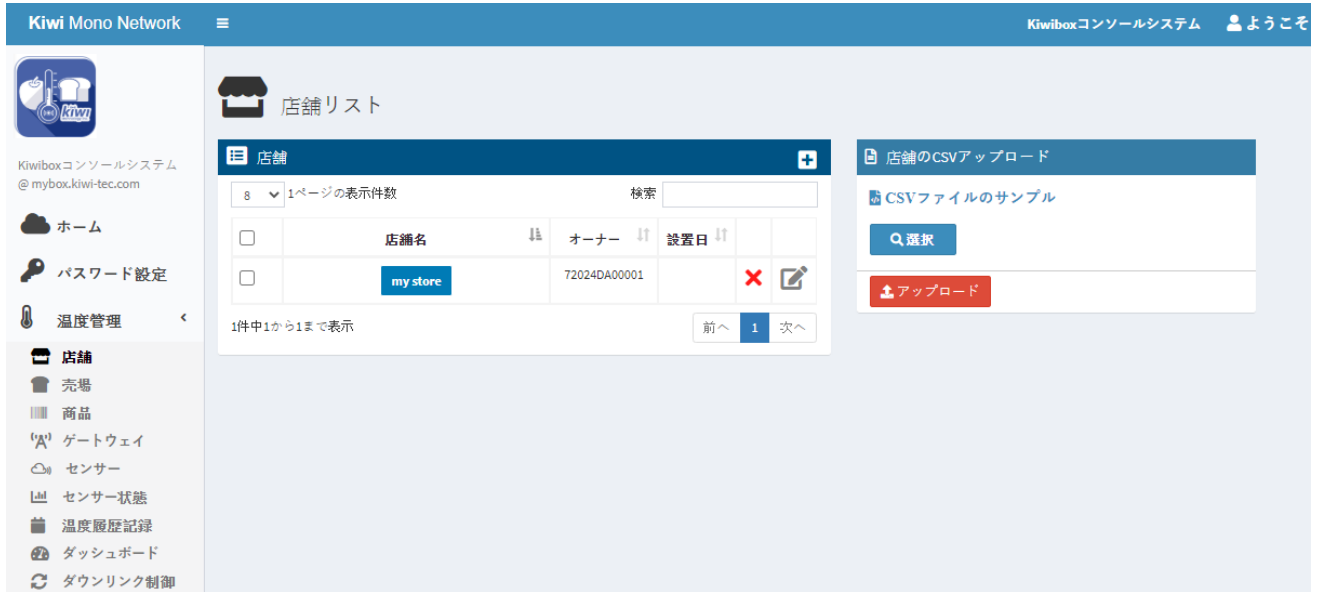 Kiwi Mono Network
Kiwiboxコンソールシステム ようこそ
kiwi
Kiwiboxコンソールシステム
@ mybox.kiwi-tec.com
ホーム
パスワード設定
温度管理
店舗
売場
商品
ゲートウェイ
センサー
センサー状態
温度履歴記録
ダッシュボード
ダウンリンク制御
店舗リスト
店舗
8 1ページの表示件数 検索
店舗名 オーナー 設置日
my store 72024DA00001
1件中1から1まで表示 前へ 1 次へ
店舗のCSVアップロード
CSVファイルのサンプル
選択
アップロード